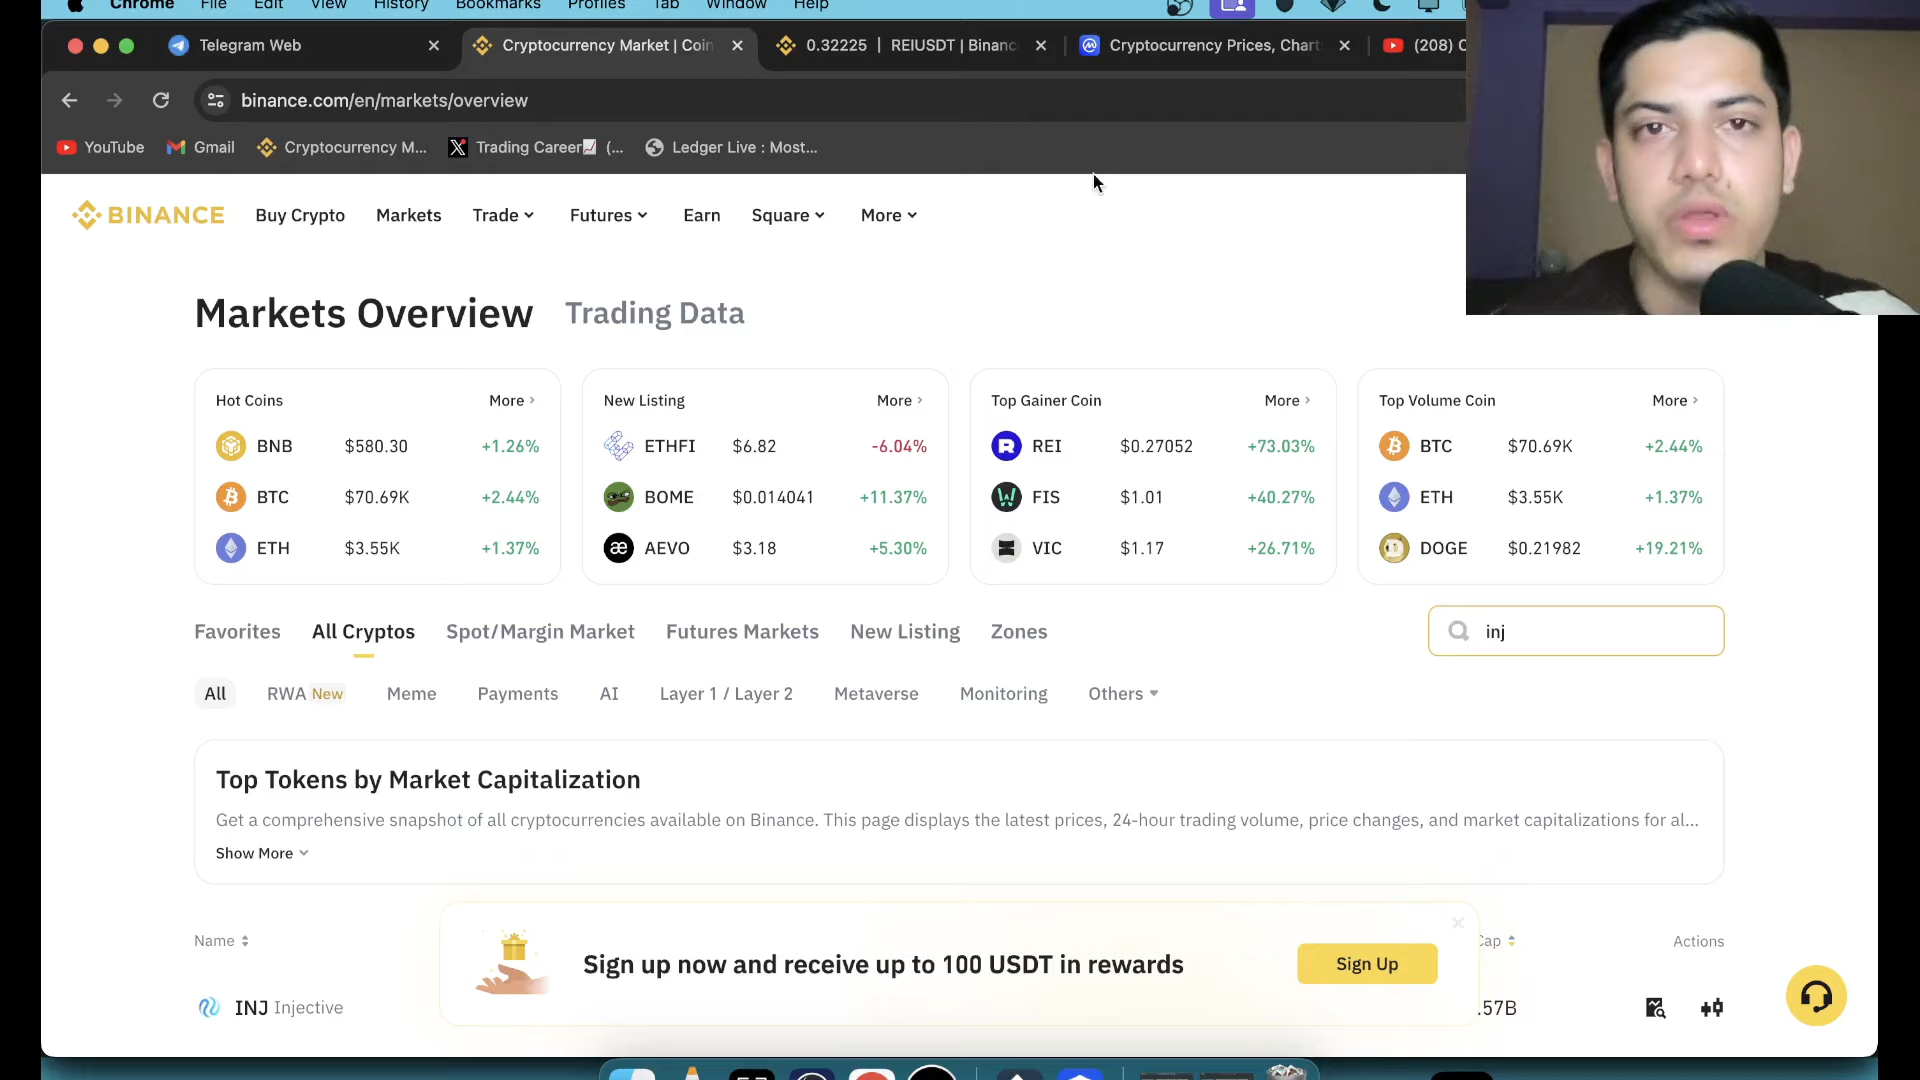 Chrome File Edit View History Bookmarks Profiles Tab Window Help
Telegram Web
Cryptocurrency Market | Coin
0.32225 | REIUSDT | Binanc
Cryptocurrency Prices, Chart
(208) C
binance.com/en/markets/overview
YouTube Gmail Cryptocurrency M... Trading Career (... Ledger Live : Most...
BINANCE Buy Crypto Markets Trade Futures Earn Square More
Markets Overview Trading Data
Hot Coins More
BNB $580.30 +1.26%
BTC $70.69K +2.44%
ETH $3.55K +1.37%
New Listing More
ETHFI $6.82 -6.04%
BOME $0.014041 +11.37%
AEVO $3.18 +5.30%
Top Gainer Coin More
REI $0.27052 +73.03%
FIS $1.01 +40.27%
VIC $1.17 +26.71%
Top Volume Coin More
BTC $70.69K +2.44%
ETH $3.55K +1.37%
DOGE $0.21982 +19.21%
Favorites All Cryptos Spot/Margin Market Futures Markets New Listing Zones
inj
All RWA New Meme Payments AI Layer 1 / Layer 2 Metaverse Monitoring Others
Top Tokens by Market Capitalization
Get a comprehensive snapshot of all cryptocurrencies available on Binance. This page displays the latest prices, 24-hour trading volume, price changes, and market capitalizations for al...
Show More
Name
Cap
Actions
Sign up now and receive up to 100 USDT in rewards
Sign Up
INJ Injective
.57B